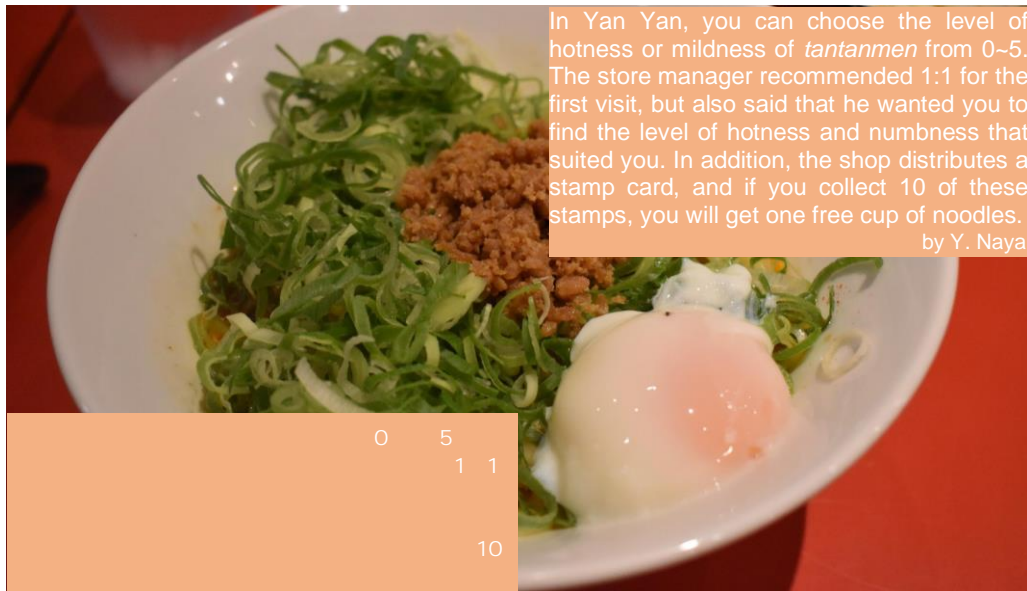 In Yan Yan, you can choose the level of
hotness or mildness of tantanmen from 0~5.
The store manager recommended 1:1 for the
first visit, but also said that he wanted you to
find the level of hotness and numbness that
suited you. In addition, the shop distributes a
stamp card, and if you collect 10 of these
stamps, you will get one free cup of noodles.
by Y. Naya
0 5
1 1
10